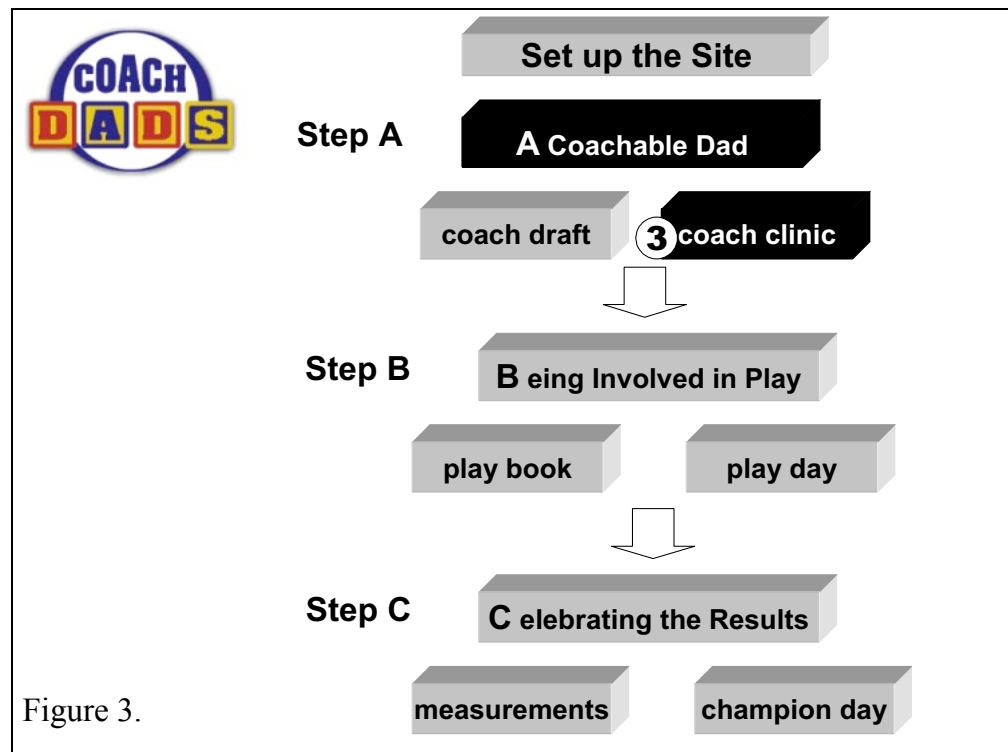 COACH
DADS
Set up the Site
Step A
A Coachable Dad
coach draft
3 coach clinic
Step B
B eing Involved in Play
play book
play day
Step C
C elebrating the Results
measurements
champion day
Figure 3.